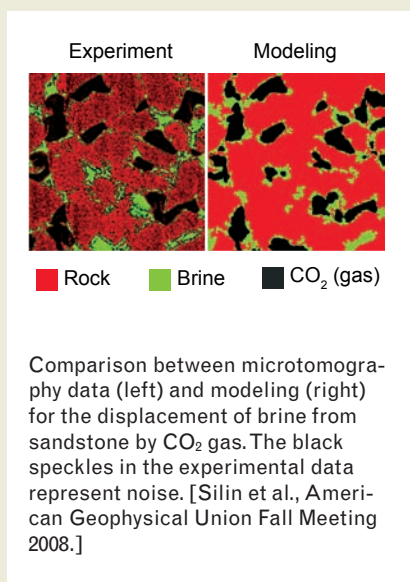 Experiment Modeling
Rock Brine CO₂ (gas)
Comparison between microtomogra-
phy data (left) and modeling (right)
for the displacement of brine from
sandstone by CO₂ gas. The black
speckles in the experimental data
represent noise. [Silin et al., Ameri-
can Geophysical Union Fall Meeting
2008.]